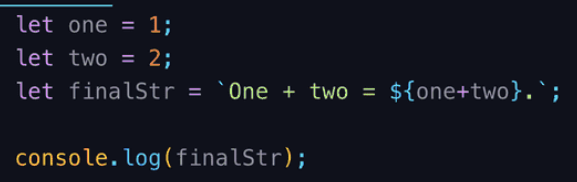 let one = 1;
let two = 2;
let finalStr = `One + two = ${one+two}.`;
console.log(finalStr);